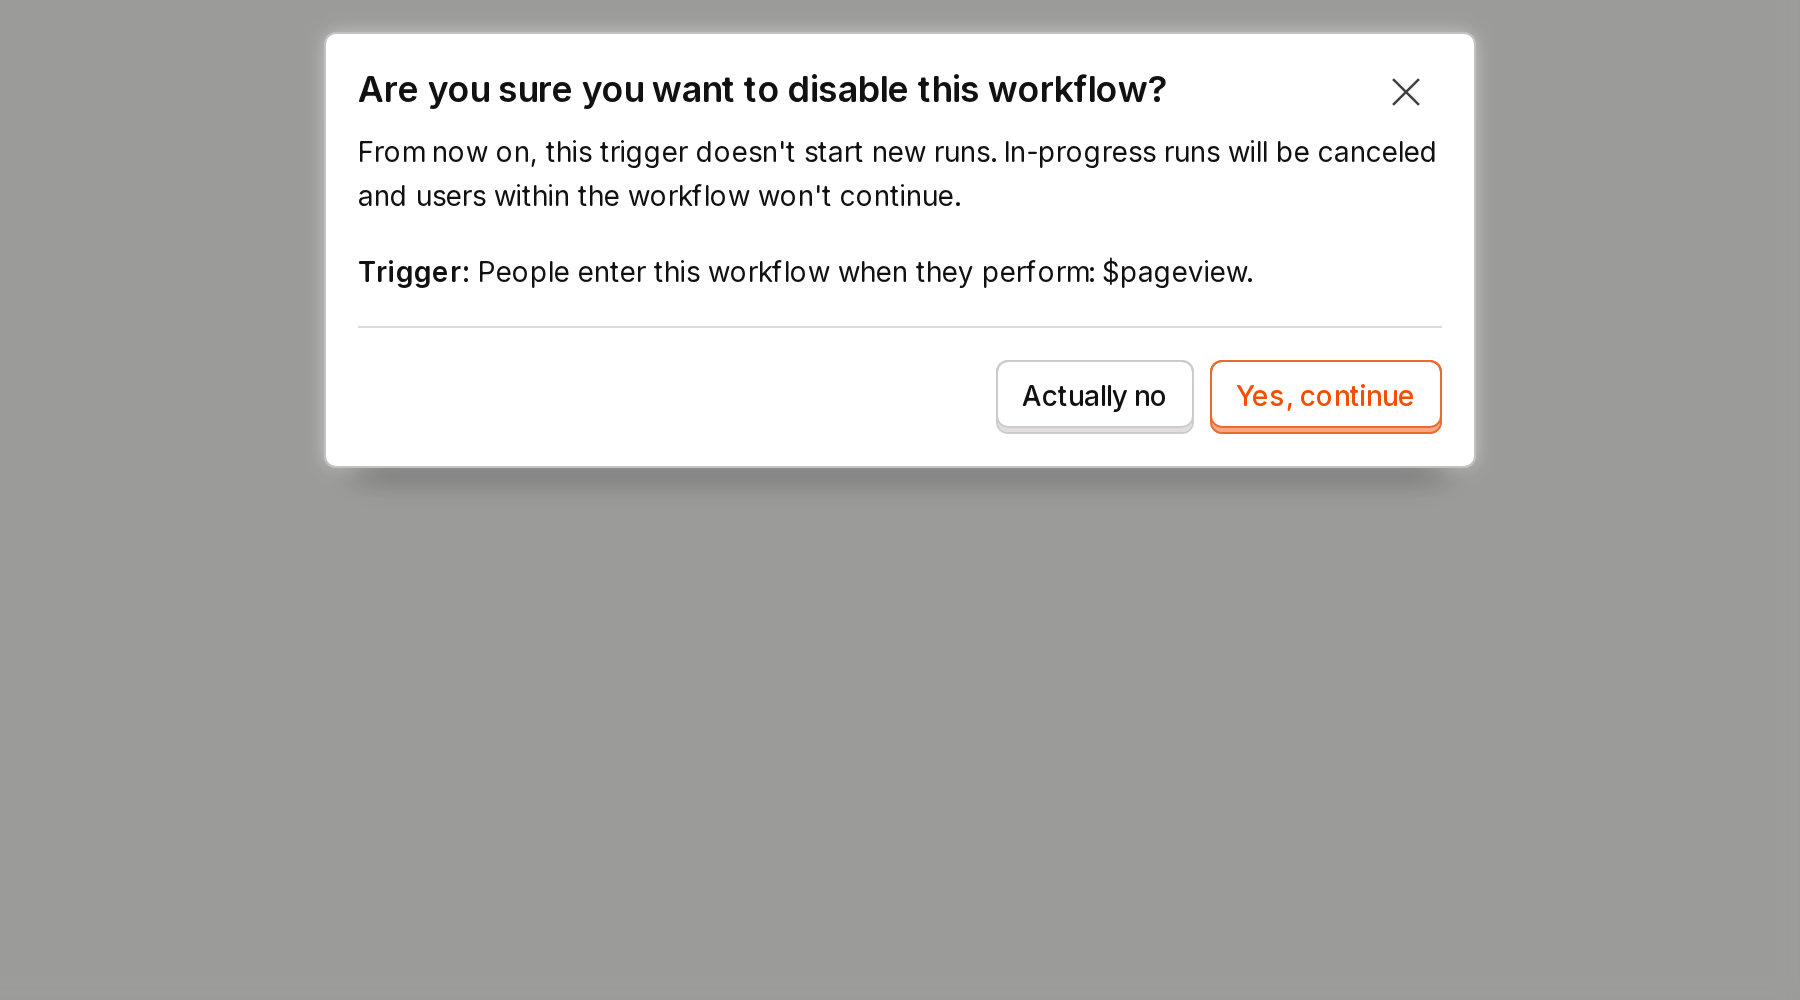 Are you sure you want to disable this workflow?
From now on, this trigger doesn't start new runs. In-progress runs will be canceled
and users within the workflow won't continue.
Trigger: People enter this workflow when they perform: $pageview.
Actually no
Yes, continue